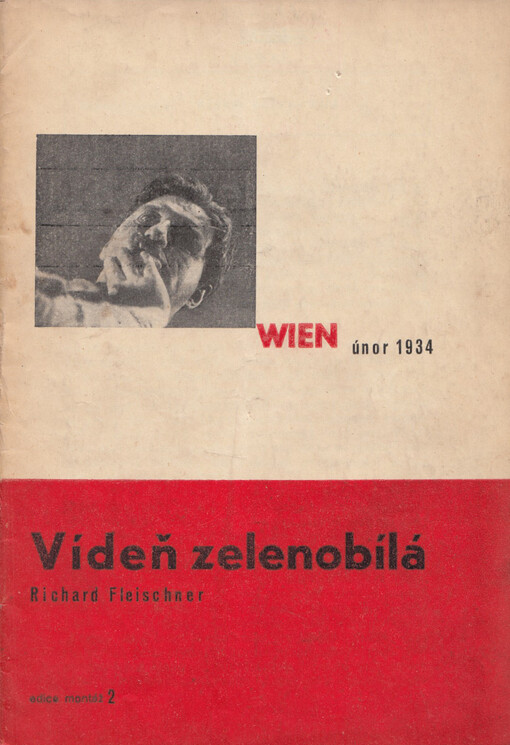 WIEN únor 1934
Vídeň zelenobílá
Richard Fleischner
edice montáž 2